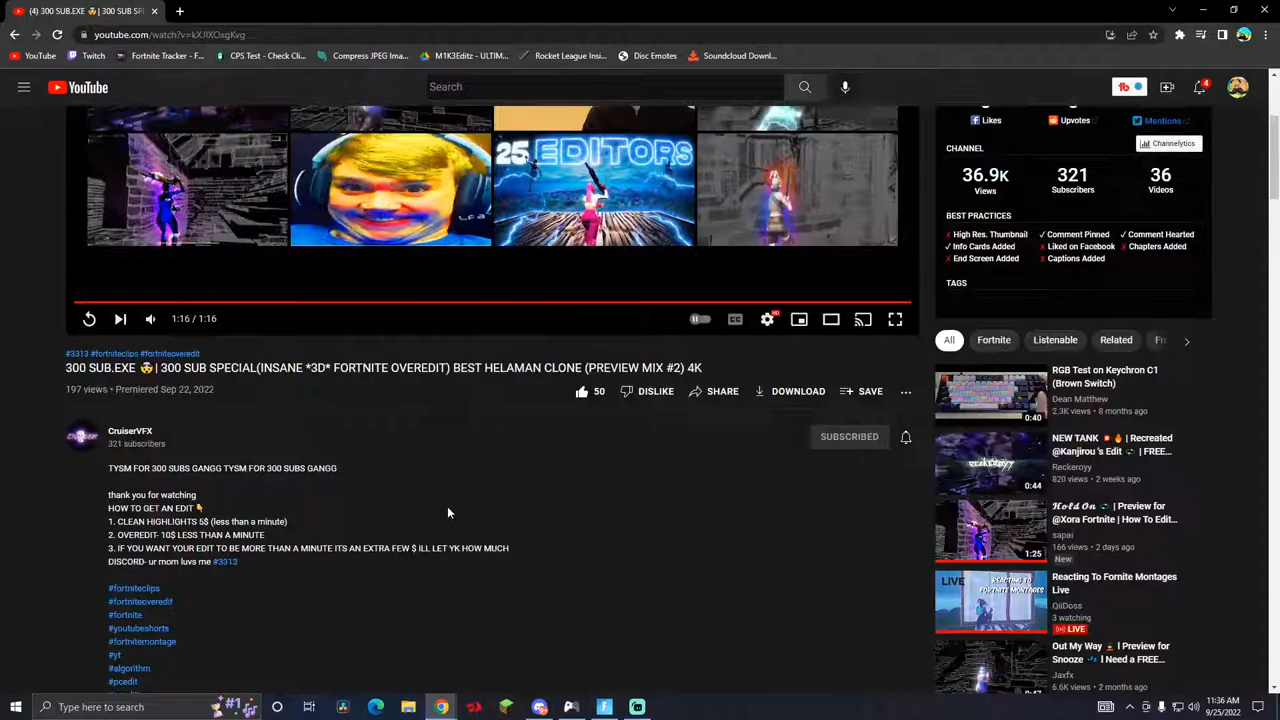 (4) 300 SUB.EXE 🤯 | 300 SUB SP
youtube.com/watch?v=kXJIXOxgKvg
YouTube
Twitch
Fortnite Tracker - F...
CPS Test - Check Cli...
Compress JPEG Ima...
M1K3Editz - ULTIM...
Rocket League Insi...
Disc Emotes
Soundcloud Down...
YouTube
Search
tb
4
25 EDITORS
1:16 / 1:16
Likes
Upvotes
Mentions
CHANNEL
Channelytics
36.9K
321
36
Views
Subscribers
Videos
BEST PRACTICES
✗ High Res. Thumbnail
✓ Comment Pinned
✓ Comment Hearted
✓ Info Cards Added
✗ Liked on Facebook
✗ Chapters Added
✗ End Screen Added
✗ Captions Added
TAGS
#3313 #fortniteclips #fortniteoveredit
300 SUB.EXE 🤯 | 300 SUB SPECIAL(INSANE *3D* FORTNITE OVEREDIT) BEST HELAMAN CLONE (PREVIEW MIX #2) 4K
197 views • Premiered Sep 22, 2022
50
DISLIKE
SHARE
DOWNLOAD
SAVE
CruiserVFX
321 subscribers
SUBSCRIBED
TYSM FOR 300 SUBS GANGG TYSM FOR 300 SUBS GANGG
thank you for watching
HOW TO GET AN EDIT👇
1. CLEAN HIGHLIGHTS 5$ (less than a minute)
2. OVEREDIT- 10$ LESS THAN A MINUTE
3. IF YOU WANT YOUR EDIT TO BE MORE THAN A MINUTE ITS AN EXTRA FEW $ ILL LET YK HOW MUCH
DISCORD- ur mom luvs me #3313
#fortniteclips
#fortniteoveredit
#fortnite
#youtubeshorts
#fortnitemontage
#yt
#algorithm
#pcedit
All
Fortnite
Listenable
Related
RGB Test on Keychron C1
(Brown Switch)
Dean Matthew
2.3K views • 8 months ago
0:40
NEW TANK 💥🔥 | Recreated
@Kanjirou 's Edit 💤 | FREE...
Reckeroyy
820 views • 2 weeks ago
0:44
𝓗𝓸𝓵𝓭 𝓞𝓷 💤 | Preview for
@Xora Fortnite | How To Edit...
sapai
166 views • 2 days ago
New
1:25
LIVE
REACTING TO
FORTNITE MONTAGES
Reacting To Fornite Montages
Live
QiiDoss
3 watching
LIVE
Out My Way | Preview for
Snooze 💤 | I Need a FREE...
Jaxfx
6.6K views • 2 months ago
0:47
Type here to search
11:36 AM
9/25/2022